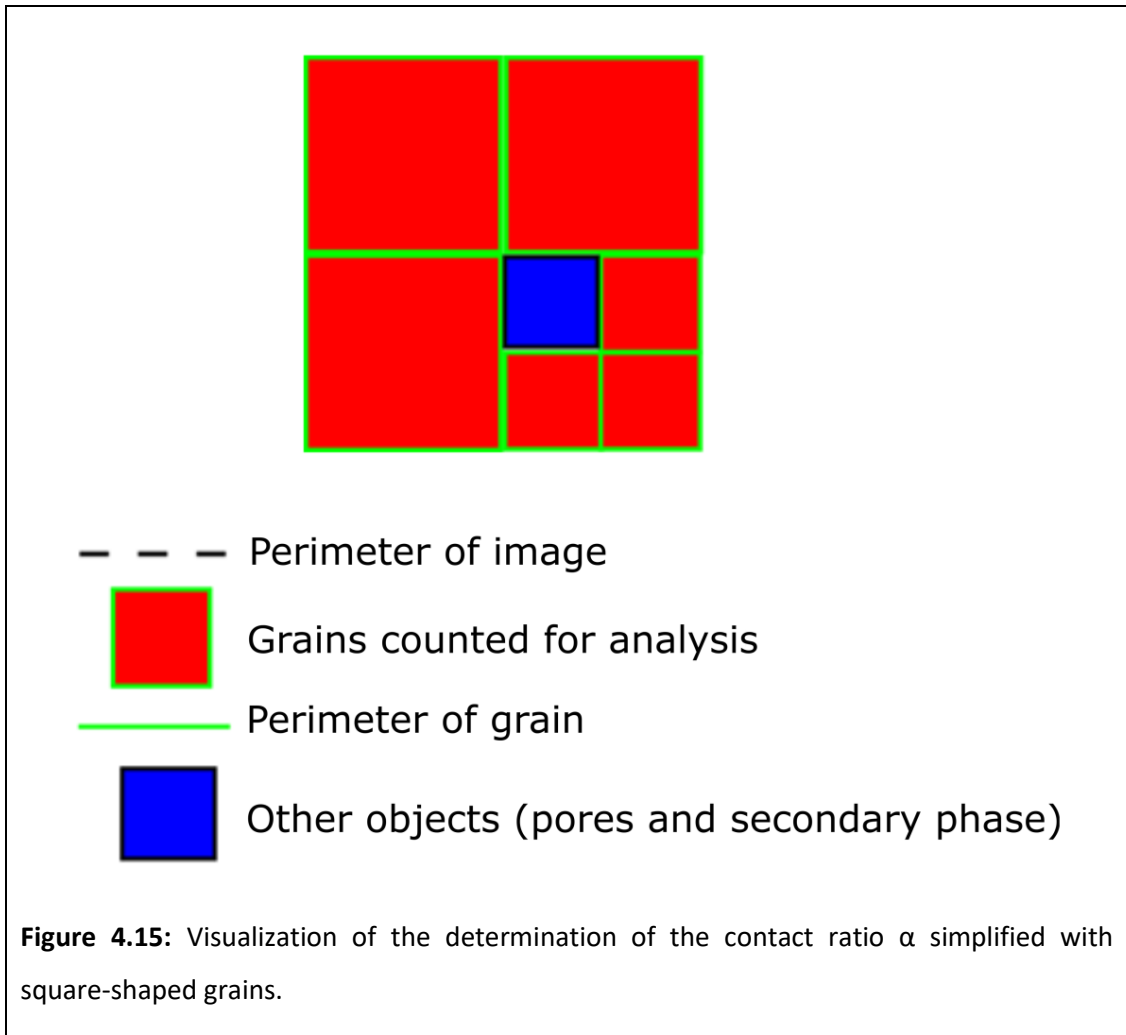 Perimeter of image
Grains counted for analysis
Perimeter of grain
Other objects (pores and secondary phase)
Figure 4.15: Visualization of the determination of the contact ratio α simplified with
square-shaped grains.